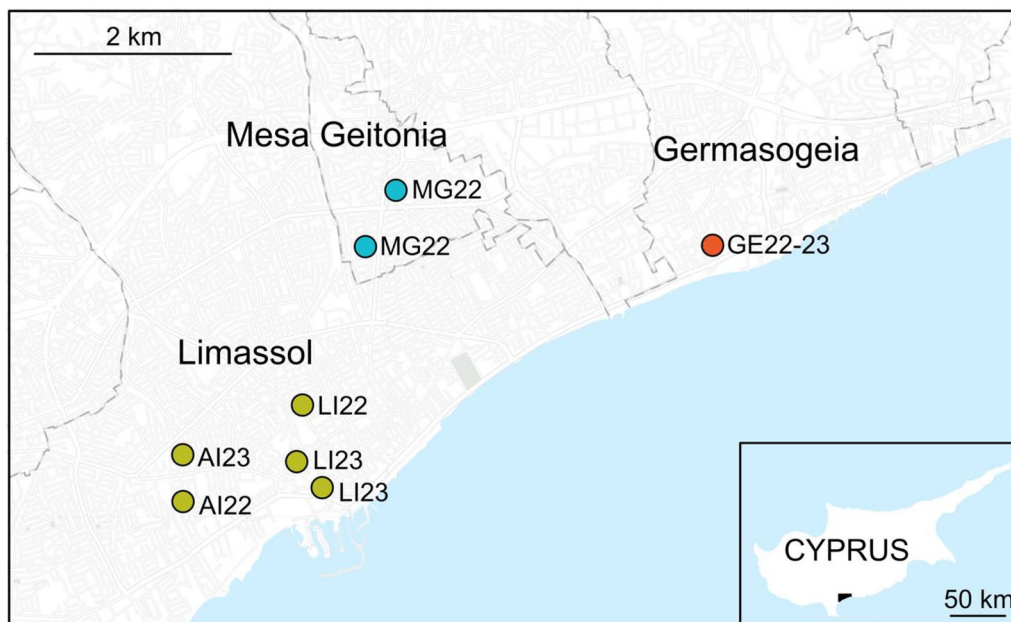 2 km
Mesa Geitonia
Germasogeia
MG22
MG22
GE22-23
Limassol
LI22
AI23
LI23
LI23
AI22
CYPRUS
50 km